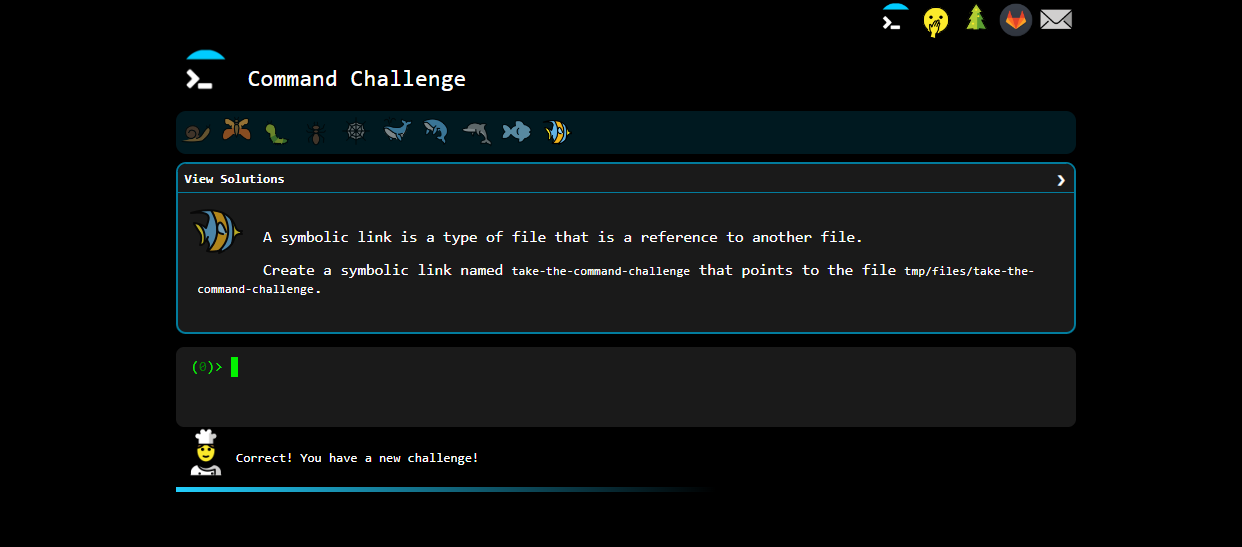 Command Challenge
View Solutions
A symbolic link is a type of file that is a reference to another file.
Create a symbolic link named take-the-command-challenge that points to the file tmp/files/take-the-
command-challenge.
(0)>
Correct! You have a new challenge!